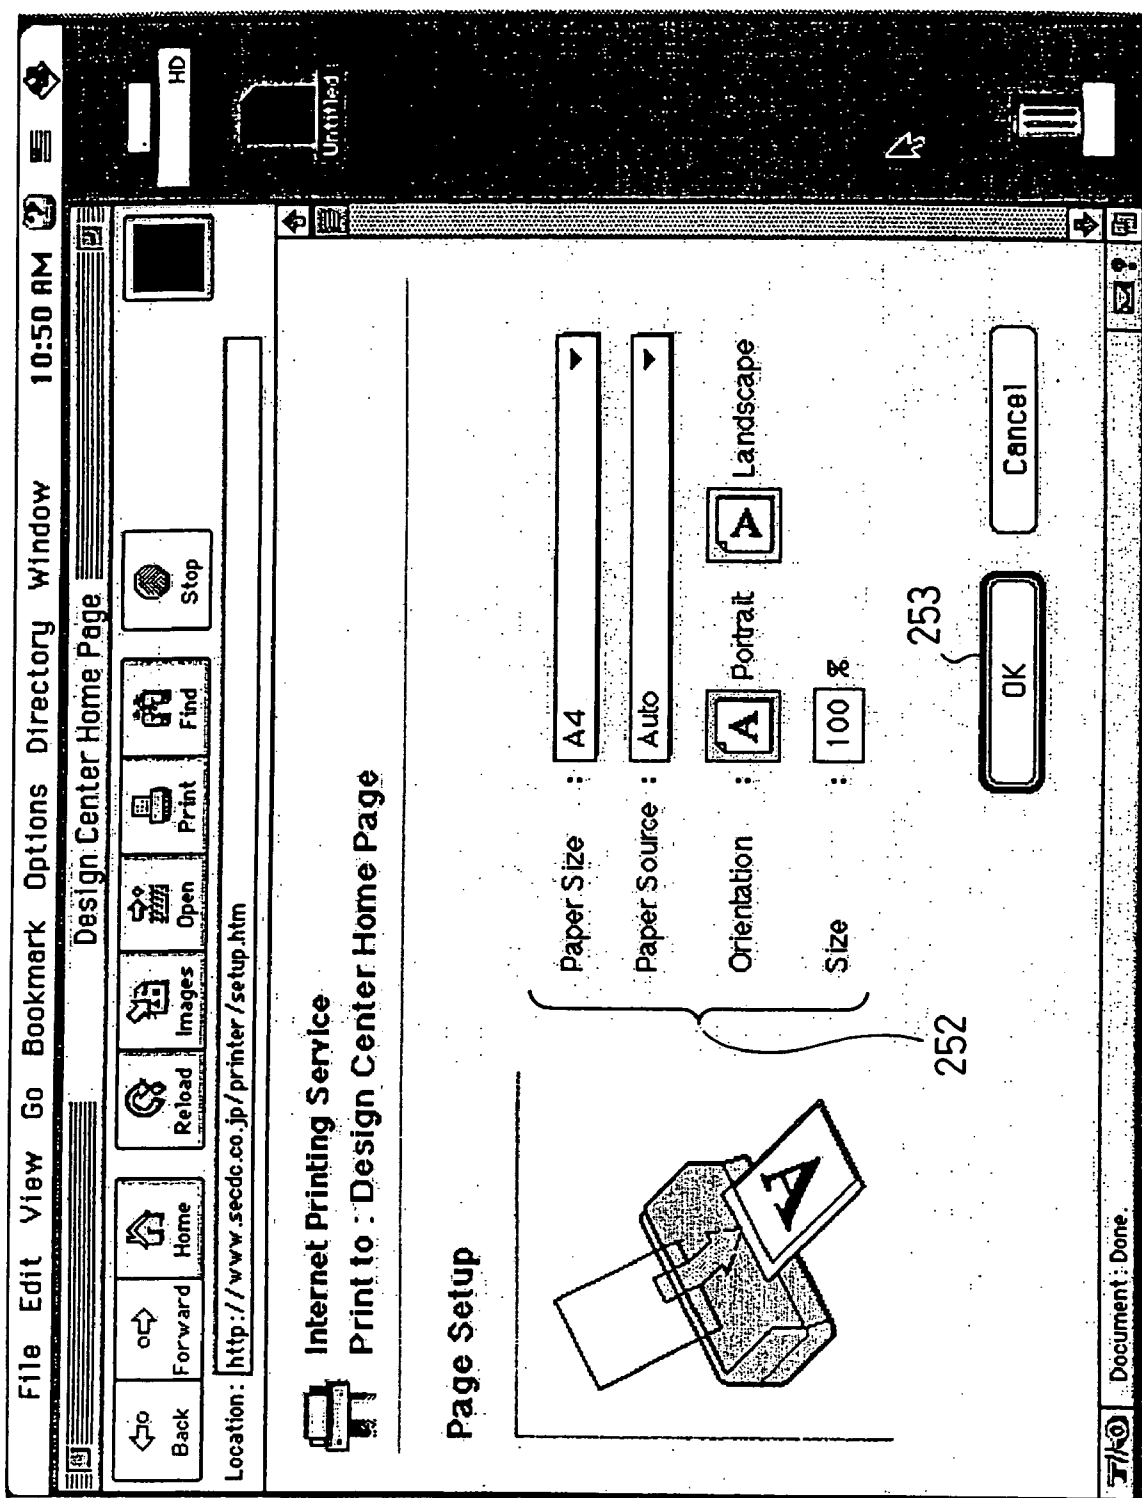 File Edit View Go Bookmark Options Directory Window 10:50 AM
HD
Untitled
Design Center Home Page
Back Forward Home Reload Images Open Print Find Stop
Location: http://www.secdc.co.jp/printer/setup.htm
Internet Printing Service
Print to : Design Center Home Page
Page Setup
Paper Size : A4
Paper Source : Auto
Orientation : A Portrait A Landscape
Size : 100 %
A
252
253
OK Cancel
Document : Done.